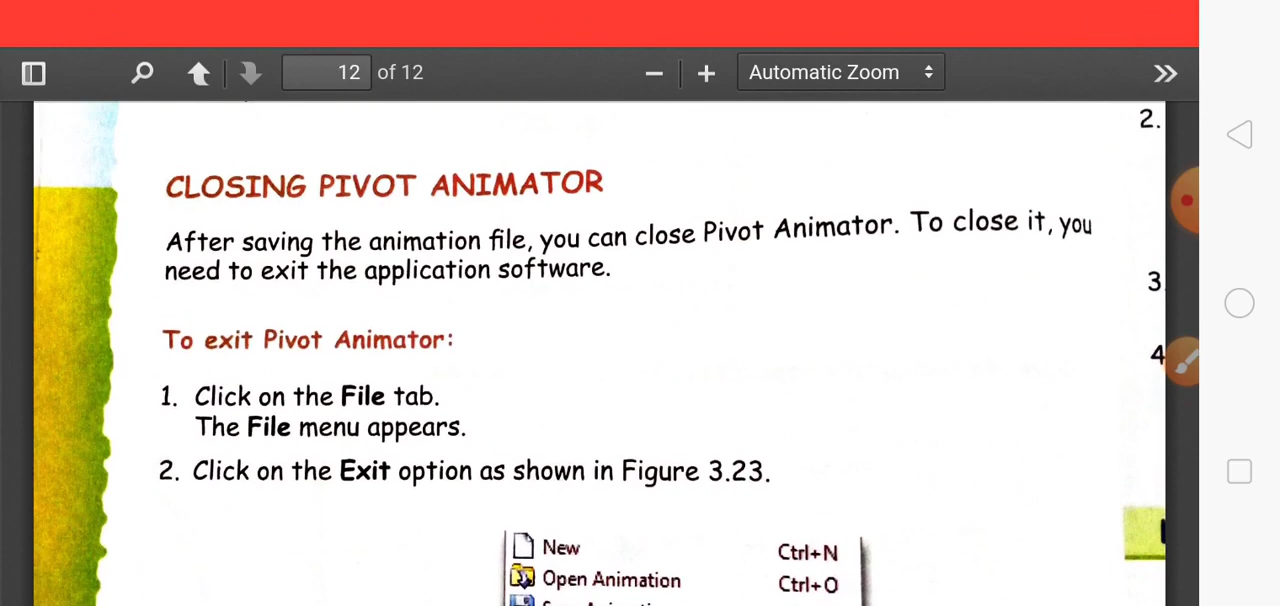 12 of 12
Automatic Zoom
2.
CLOSING PIVOT ANIMATOR
After saving the animation file, you can close Pivot Animator. To close it, you
need to exit the application software.
3
To exit Pivot Animator:
4
1. Click on the File tab.
The File menu appears.
2. Click on the Exit option as shown in Figure 3.23.
New Ctrl+N
Open Animation Ctrl+O